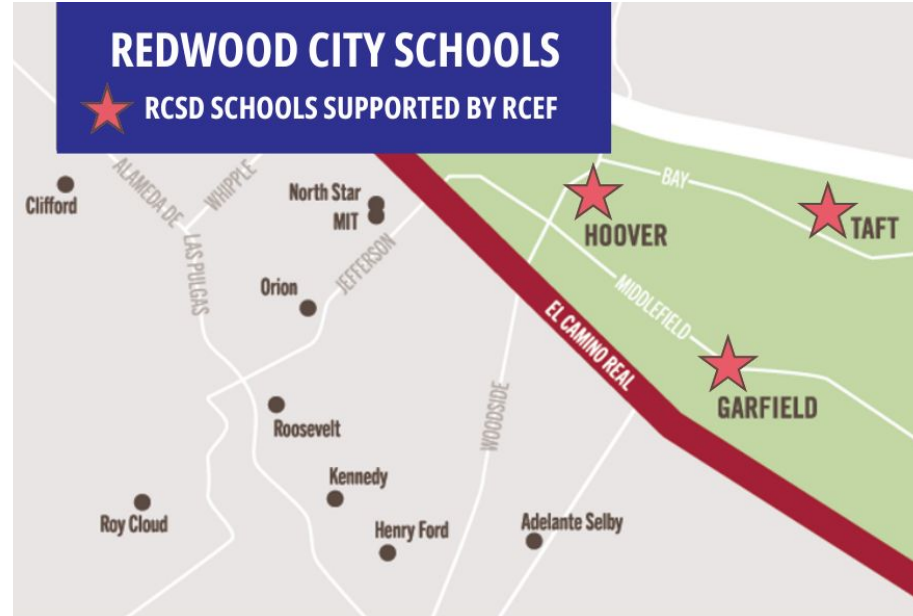 REDWOOD CITY SCHOOLS
RCSD SCHOOLS SUPPORTED BY RCEF
Clifford
ALAMEDA DE
LAS PULGAS
WHIPPLE
North Star
MIT
JEFFERSON
Orion
BAY
HOOVER
TAFT
MIDDLEFIELD
EL CAMINO REAL
GARFIELD
WOODSIDE
Roosevelt
Kennedy
Roy Cloud
Henry Ford
Adelante Selby